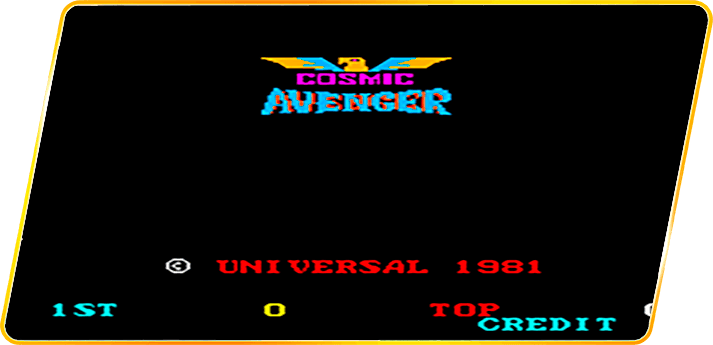 COSMIC
AVENGER
© UNIVERSAL 1981
1ST 0 TOP
CREDIT